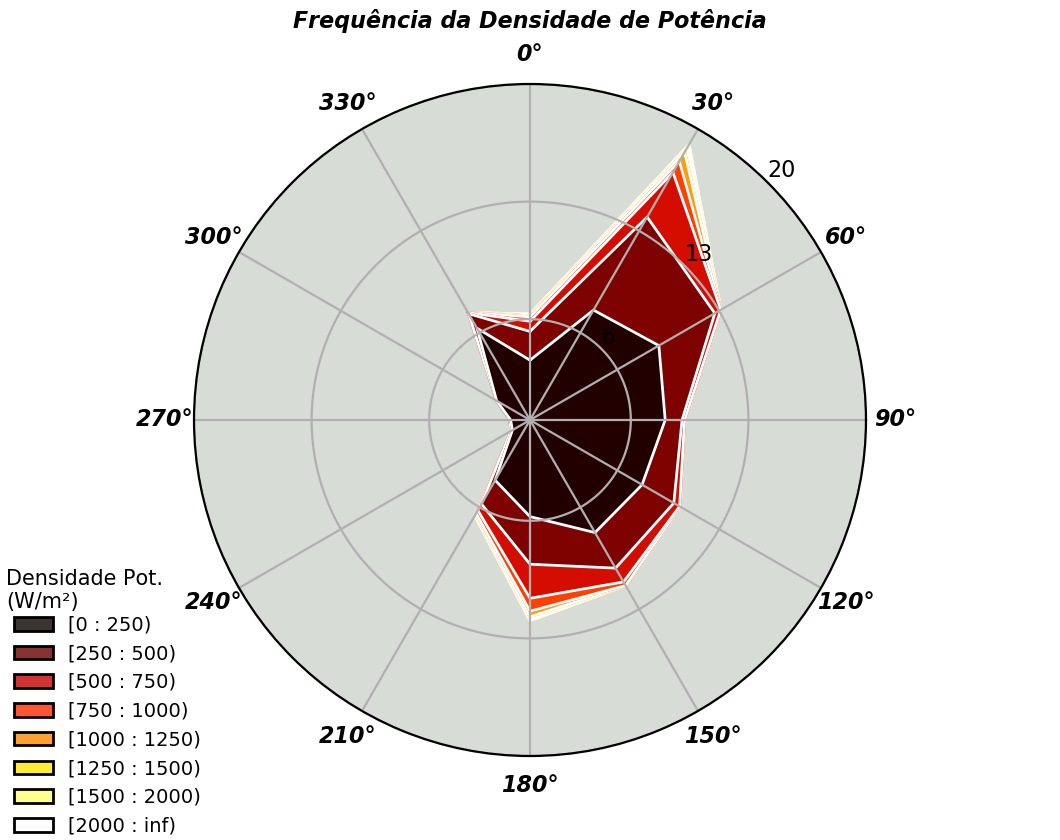 Frequência da Densidade de Potência
0°
330°
30°
20
300°
60°
13
6
270°
90°
240°
120°
210°
150°
180°
Densidade Pot.
(W/m²)
[0 : 250)
[250 : 500)
[500 : 750)
[750 : 1000)
[1000 : 1250)
[1250 : 1500)
[1500 : 2000)
[2000 : inf)